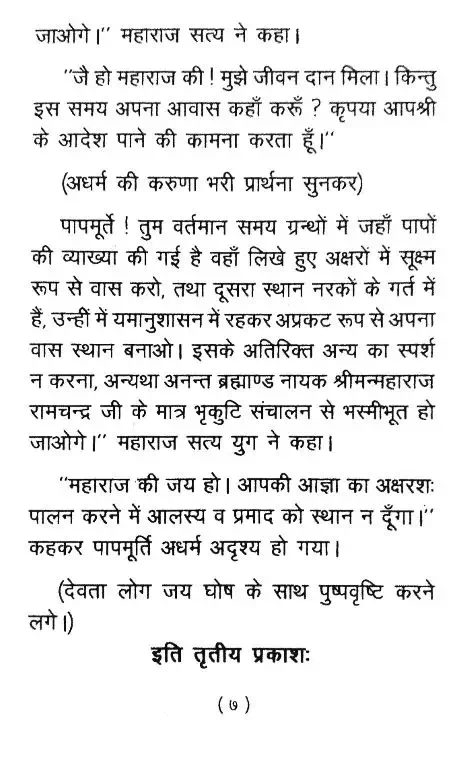 जाओगे।" महाराज सत्य ने कहा।
"जै हो महाराज की ! मुझे जीवन दान मिला। किन्तु
इस समय अपना आवास कहाँ करूँ ? कृपया आपश्री
के आदेश पाने की कामना करता हूँ।"
(अधर्म की करुणा भरी प्रार्थना सुनकर)
पापमूर्ते ! तुम वर्तमान समय ग्रन्थों में जहाँ पापों
की व्याख्या की गई है वहाँ लिखे हुए अक्षरों में सूक्ष्म
रूप से वास करो, तथा दूसरा स्थान नरकों के गर्त में
हैं, उन्हीं में यमानुशासन में रहकर अप्रकट रूप से अपना
वास स्थान बनाओ। इसके अतिरिक्त अन्य का स्पर्श
न करना, अन्यथा अनन्त ब्रह्माण्ड नायक श्रीमन्महाराज
रामचन्द्र जी के मात्र भृकुटि संचालन से भस्मीभूत हो
जाओगे।" महाराज सत्य युग ने कहा।
"महाराज की जय हो। आपकी आज्ञा का अक्षरशः
पालन करने में आलस्य व प्रमाद को स्थान न दूँगा।"
कहकर पापमूर्ति अधर्म अदृश्य हो गया।
(देवता लोग जय घोष के साथ पुष्पवृष्टि करने
लगे।)
इति तृतीय प्रकाशः
(७)